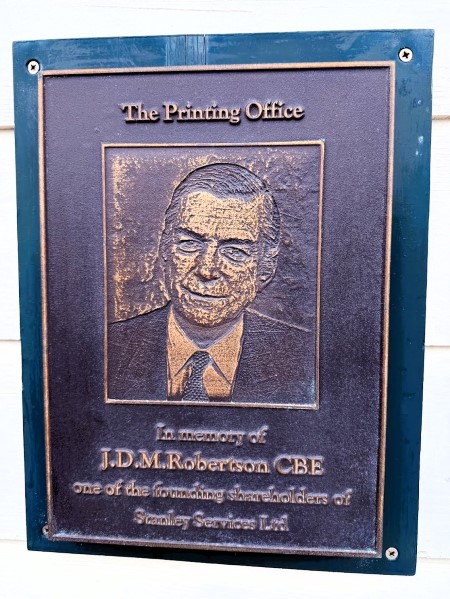 The Printing Office
In memory of
J.D.M.Robertson CBE
one of the founding shareholders of
Stanley Services Ltd